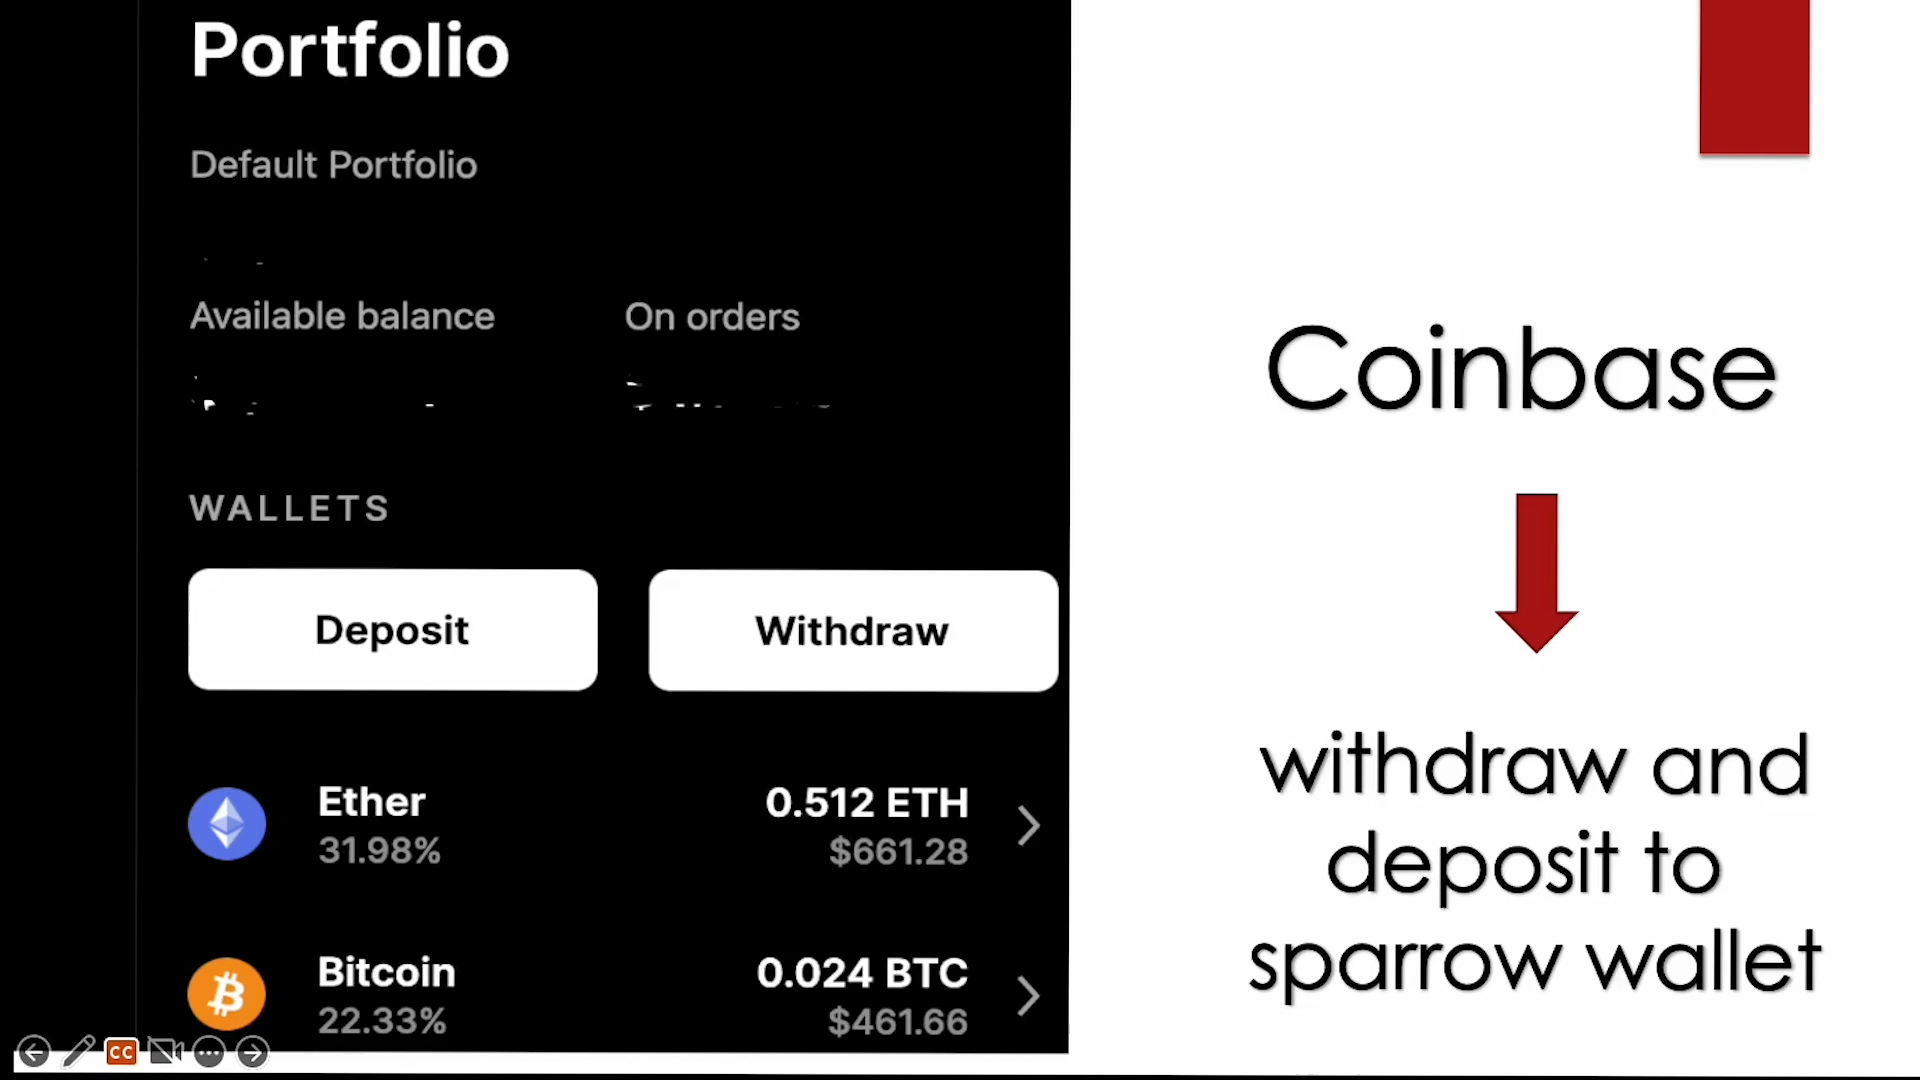 Portfolio
Default Portfolio
Available balance
On orders
WALLETS
Deposit
Withdraw
Ether
0.512 ETH
31.98%
$661.28
Bitcoin
0.024 BTC
22.33%
$461.66
CC
Coinbase
withdraw and
deposit to
sparrow wallet